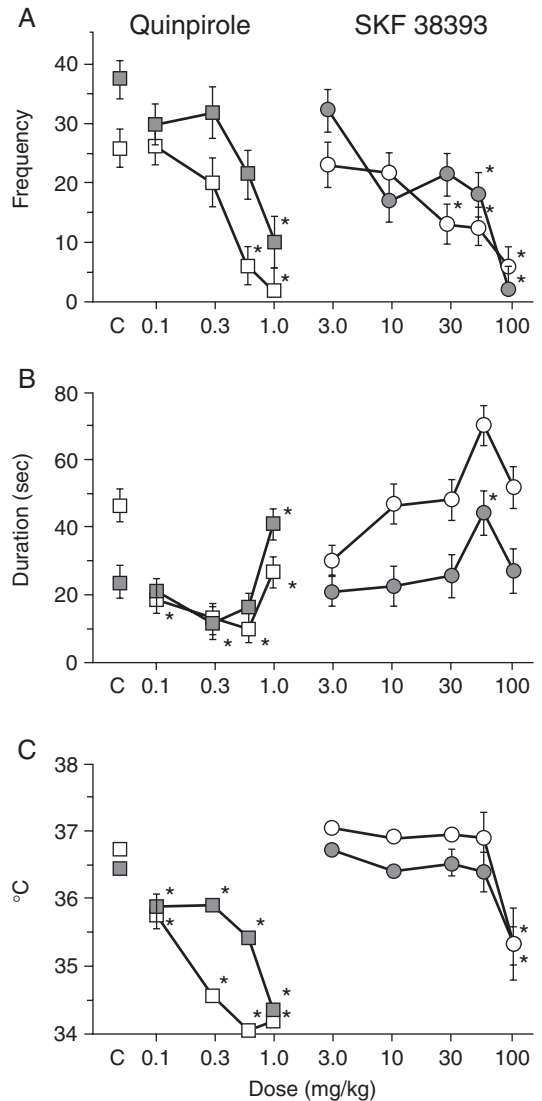 A
Quinpirole SKF 38393
Frequency
40
30
20
10
0
* * * * * * * * *
C 0.1 0.3 1.0 3.0 10 30 100
B
Duration (sec)
80
60
40
20
0
* * * * * *
C 0.1 0.3 1.0 3.0 10 30 100
C
°C
38
37
36
35
34
* * * * * * * * * *
C 0.1 0.3 1.0 3.0 10 30 100
Dose (mg/kg)